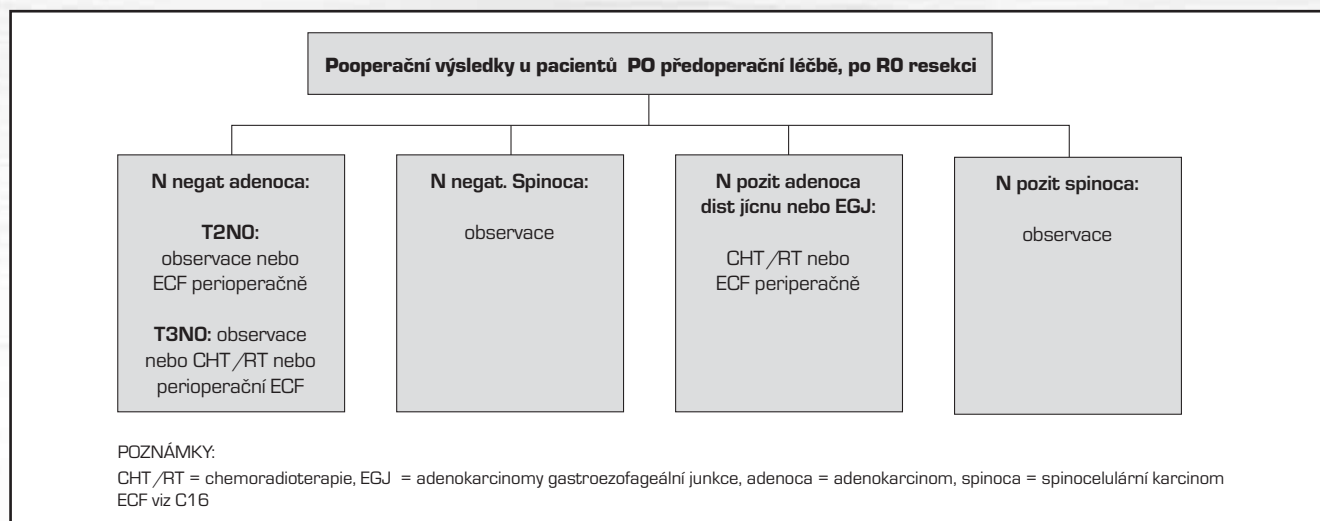 Pooperační výsledky u pacientů PO předoperační léčbě, po R0 resekci
N negat adenoca:
T2N0:
observace nebo
ECF perioperačně
T3N0: observace
nebo CHT/RT nebo
perioperační ECF
N negat. Spinoca:
observace
N pozit adenoca
dist jícnu nebo EGJ:
CHT/RT nebo
ECF periperačně
N pozit spinoca:
observace
POZNÁMKY:
CHT/RT = chemoradioterapie, EGJ = adenokarcinomy gastroezofageální junkce, adenoca = adenokarcinom, spinoca = spinocelulární karcinom
ECF viz C16